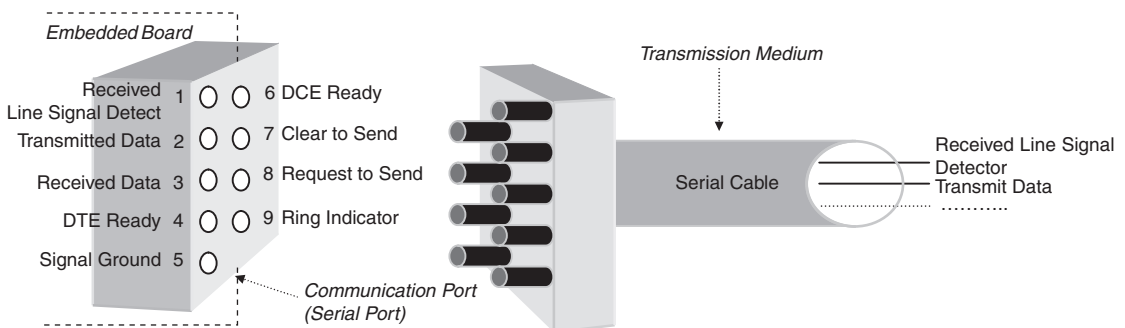 Embedded Board
Received
Line Signal Detect 1
Transmitted Data 2
Received Data 3
DTE Ready 4
Signal Ground 5
6 DCE Ready
7 Clear to Send
8 Request to Send
9 Ring Indicator
Communication Port
(Serial Port)
Transmission Medium
Serial Cable
Received Line Signal
Detector
Transmit Data
...........